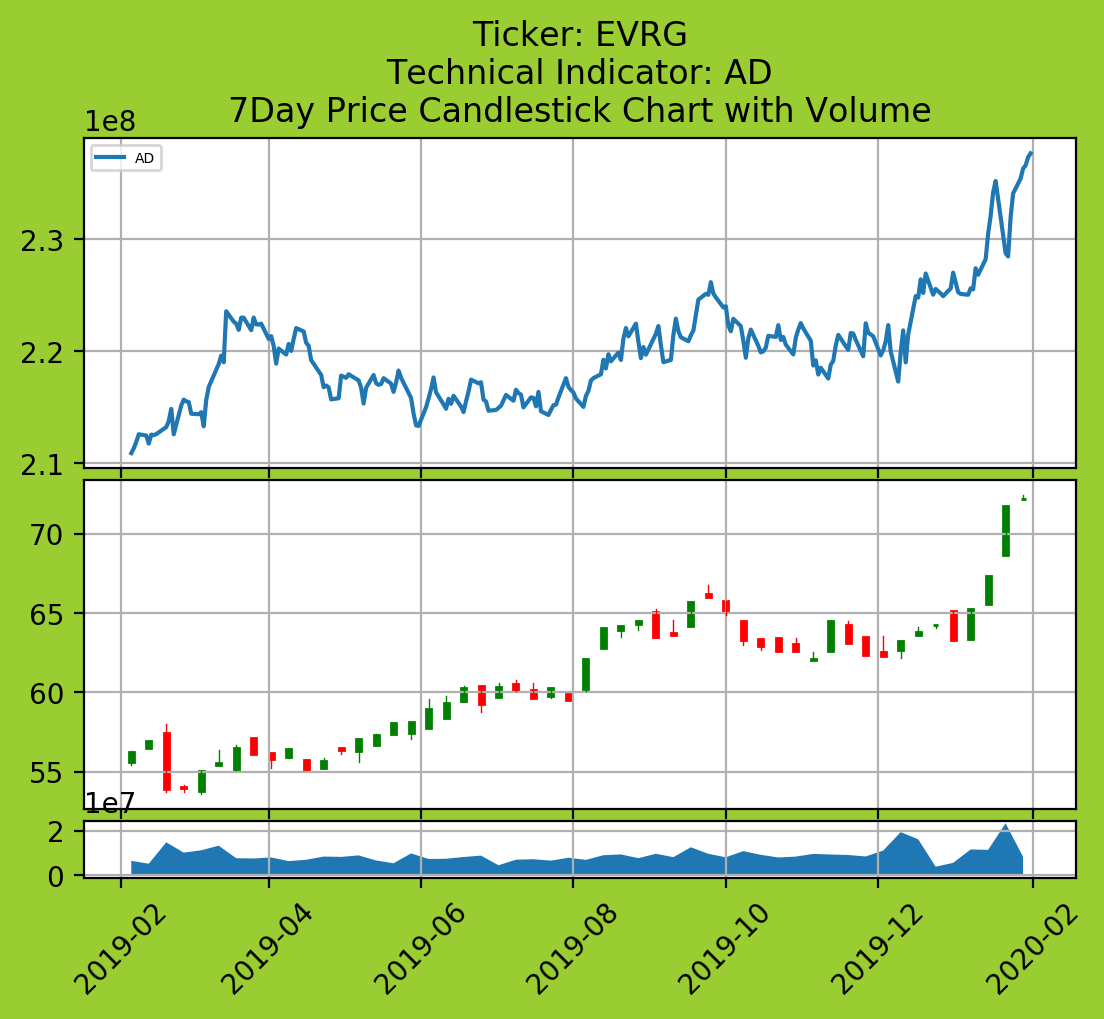 Ticker: EVRG
Technical Indicator: AD
7Day Price Candlestick Chart with Volume
1e8
AD
2.3
2.2
2.1
70
65
60
55
1e7
2
0
2019-02 2019-04 2019-06 2019-08 2019-10 2019-12 2020-02